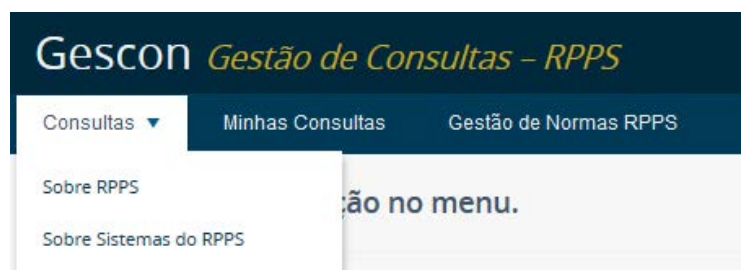 Gescon Gestão de Consultas – RPPS
Consultas ▼ Minhas Consultas Gestão de Normas RPPS
Sobre RPPS
ção no menu.
Sobre Sistemas do RPPS